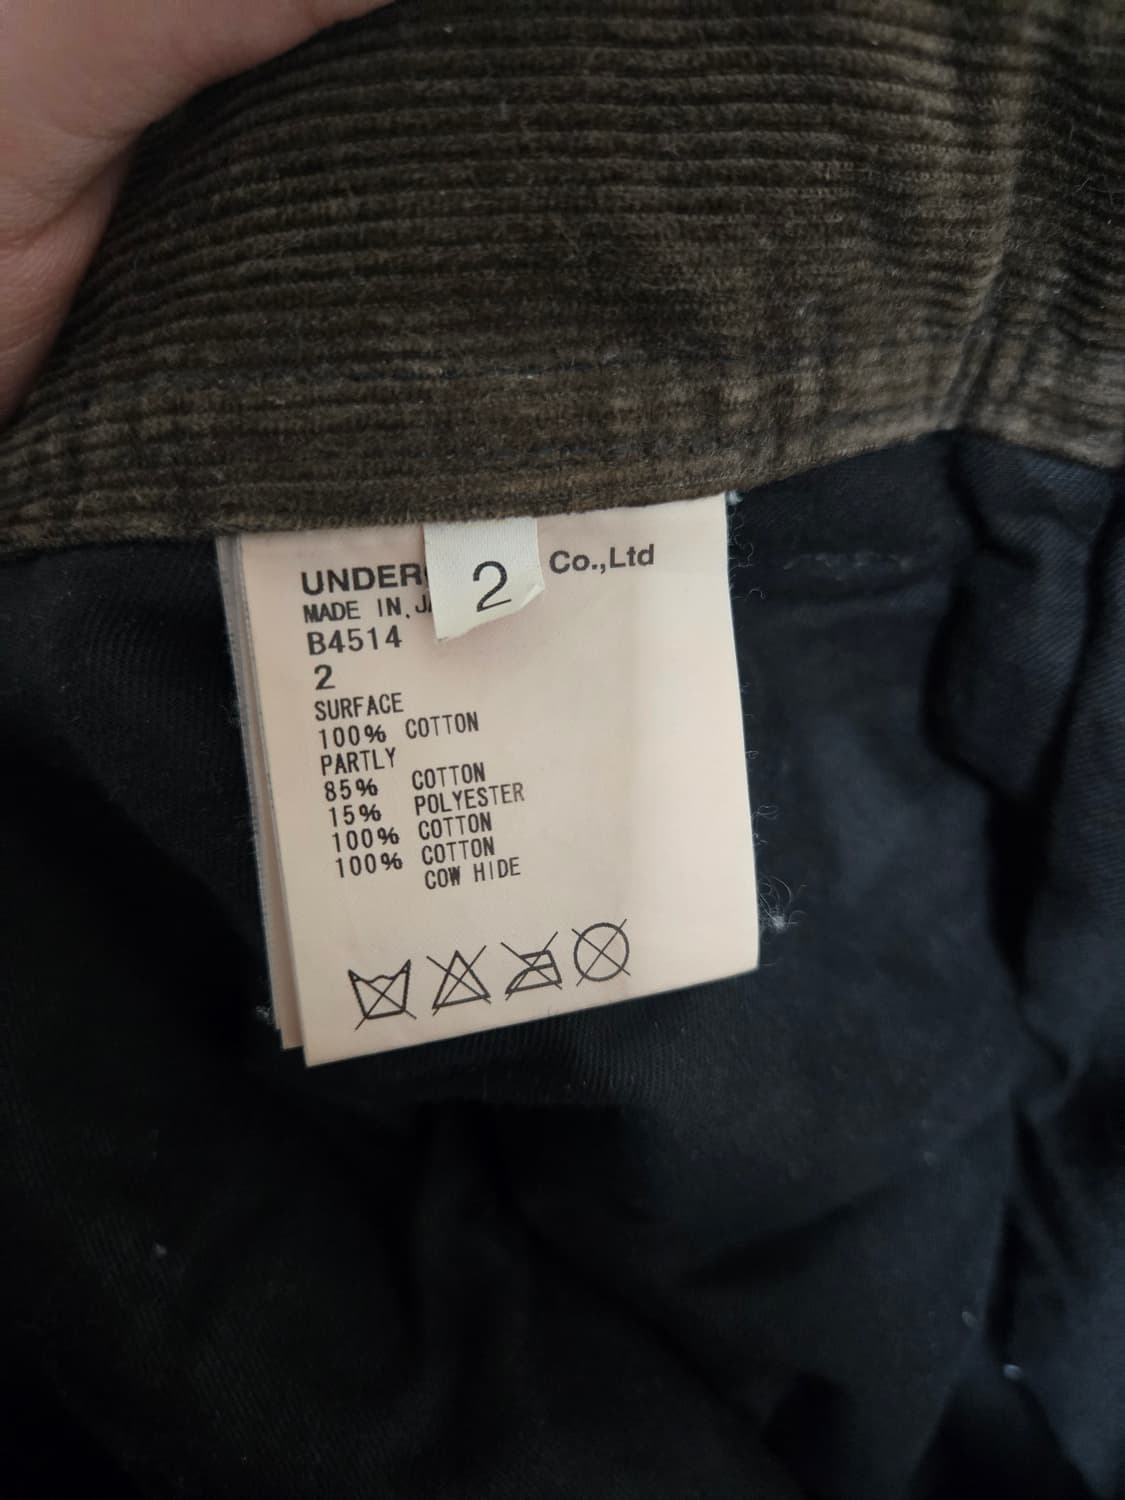 2
UNDER Co.,Ltd
MADE IN
B4514
2
SURFACE
100% COTTON
PARTLY
85% COTTON
15% POLYESTER
100% COTTON
100% COTTON
COW HIDE